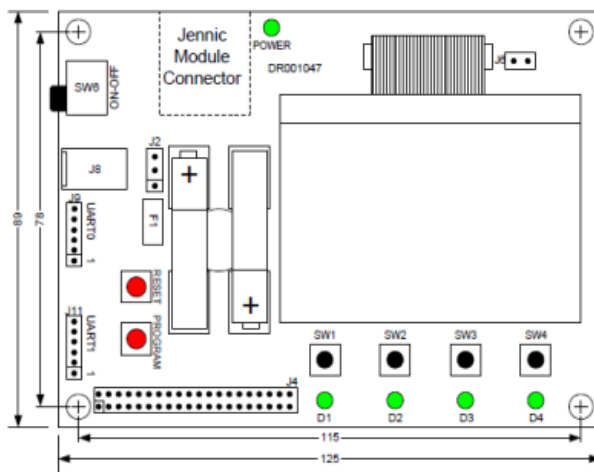 Jennic
Module
Connector
POWER
DR001047
J6
SW6
ON-OFF
J8
J2
+
F1
J9
UART0
1
RESET
+
J11
UART1
1
PROGRAM
J4
SW1
SW2
SW3
SW4
D1
D2
D3
D4
89
78
115
125